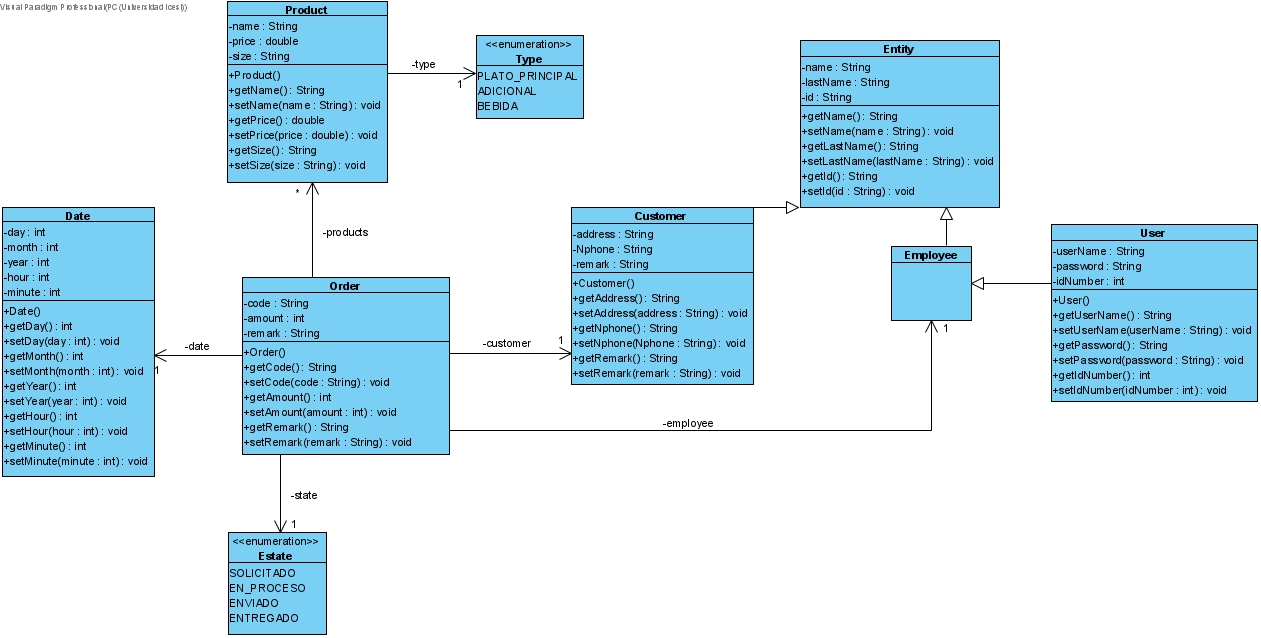 Visual Paradigm Professional(PC (Universidad Icesi))
Product
-name : String
-price : double
-size : String
+Product()
+getName() : String
+setName(name : String) : void
+getPrice() : double
+setPrice(price : double) : void
+getSize() : String
+setSize(size : String) : void
-type
1
<<enumeration>>
Type
PLATO_PRINCIPAL
ADICIONAL
BEBIDA
Entity
-name : String
-lastName : String
-id : String
+getName() : String
+setName(name : String) : void
+getLastName() : String
+setLastName(lastName : String) : void
+getId() : String
+setId(id : String) : void
*
-products
Date
-day : int
-month : int
-year : int
-hour : int
-minute : int
+Date()
+getDay() : int
+setDay(day : int) : void
+getMonth() : int
+setMonth(month : int) : void
+getYear() : int
+setYear(year : int) : void
+getHour() : int
+setHour(hour : int) : void
+getMinute() : int
+setMinute(minute : int) : void
-date
1
Order
-code : String
-amount : int
-remark : String
+Order()
+getCode() : String
+setCode(code : String) : void
+getAmount() : int
+setAmount(amount : int) : void
+getRemark() : String
+setRemark(remark : String) : void
-customer
1
Customer
-address : String
-Nphone : String
-remark : String
+Customer()
+getAddress() : String
+setAddress(address : String) : void
+getNphone() : String
+setNphone(Nphone : String) : void
+getRemark() : String
+setRemark(remark : String) : void
Employee
1
-employee
User
-userName : String
-password : String
-idNumber : int
+User()
+getUserName() : String
+setUserName(userName : String) : void
+getPassword() : String
+setPassword(password : String) : void
+getIdNumber() : int
+setIdNumber(idNumber : int) : void
-state
1
<<enumeration>>
Estate
SOLICITADO
EN_PROCESO
ENVIADO
ENTREGADO